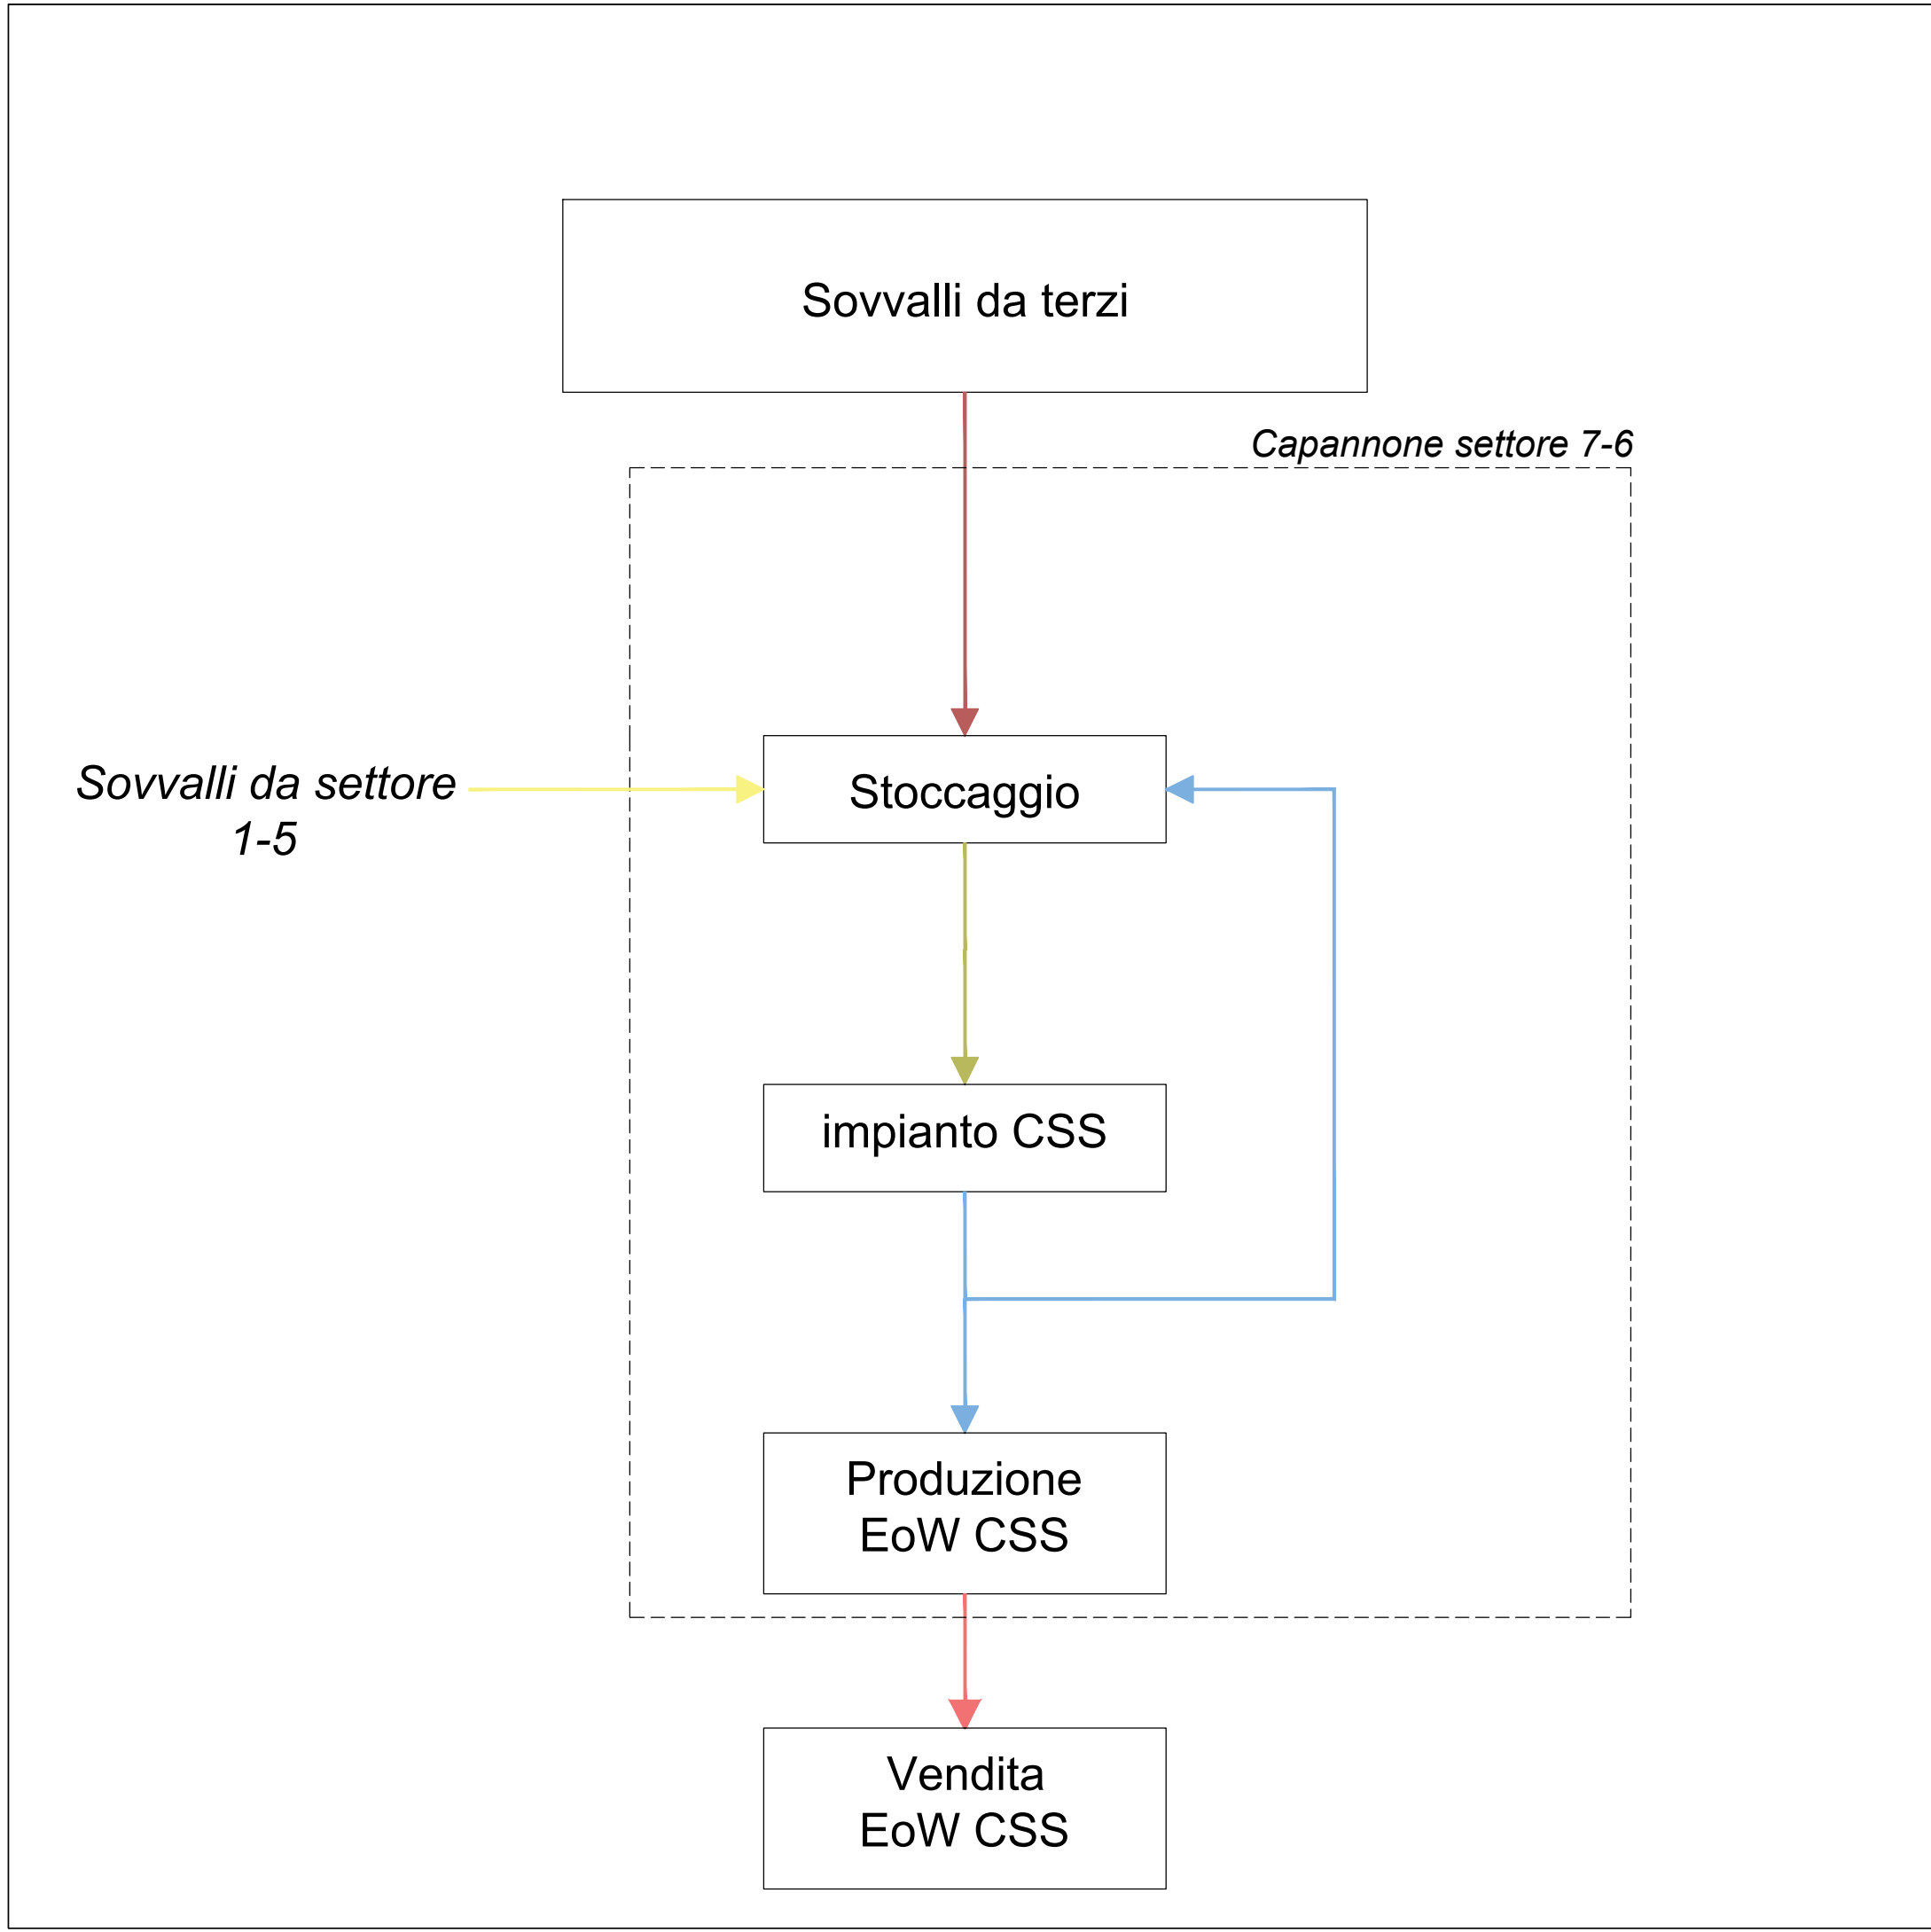 Sovvalli da terzi
Capannone settore 7-6
Sovvalli da settore
1-5
Stoccaggio
impianto CSS
Produzione
EoW CSS
Vendita
EoW CSS